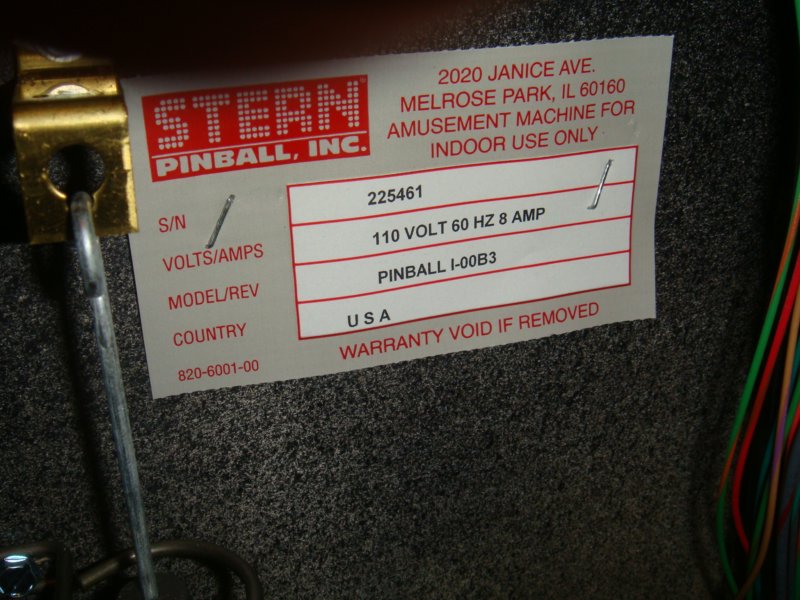 STERN
PINBALL, INC.
2020 JANICE AVE.
MELROSE PARK, IL 60160
AMUSEMENT MACHINE FOR
INDOOR USE ONLY
S/N 225461
VOLTS/AMPS 110 VOLT 60 HZ 8 AMP
MODEL/REV PINBALL I-00B3
COUNTRY U S A
820-6001-00
WARRANTY VOID IF REMOVED